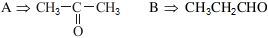 A ⇒ CH₃−C−CH₃ B ⇒ CH₃CH₂CHO
‖
O